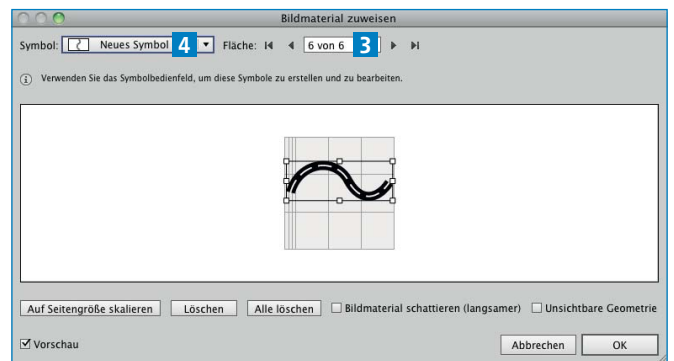 Bildmaterial zuweisen
Symbol: Neues Symbol 4 Fläche: 6 von 6 3
Verwenden Sie das Symbolbedienfeld, um diese Symbole zu erstellen und zu bearbeiten.
Auf Seitengröße skalieren Löschen Alle löschen Bildmaterial schattieren (langsamer) Unsichtbare Geometrie
Vorschau Abbrechen OK